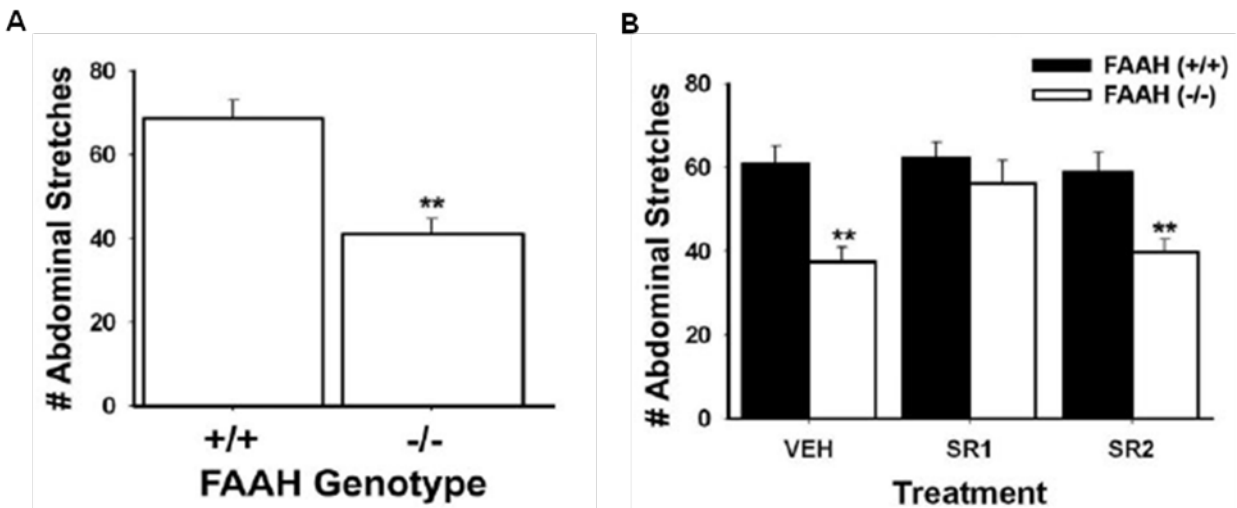 A
# Abdominal Stretches
80
60
40
20
0
**
+/+
-/-
FAAH Genotype
B
# Abdominal Stretches
80
60
40
20
0
FAAH (+/+)
FAAH (-/-)
**
**
VEH
SR1
SR2
Treatment